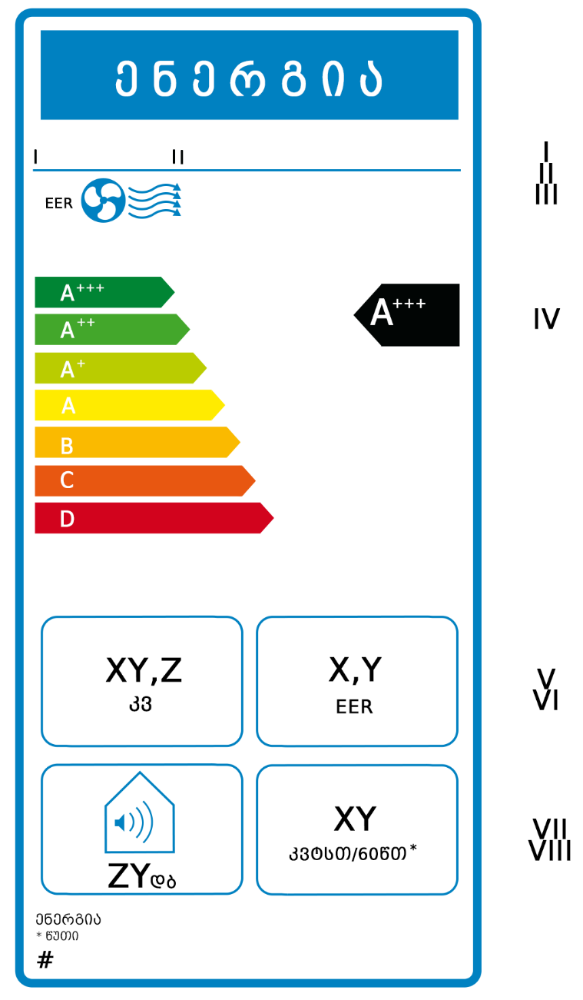 ენერგია
I II
I
II
III
EER
A+++
A+++
IV
A++
A+
A
B
C
D
XY,Z
კვ
X,Y
EER
V
VI
XY
კვტსთ/60წთ*
ZYდბ
VII
VIII
ენერგია
* წუთი
#